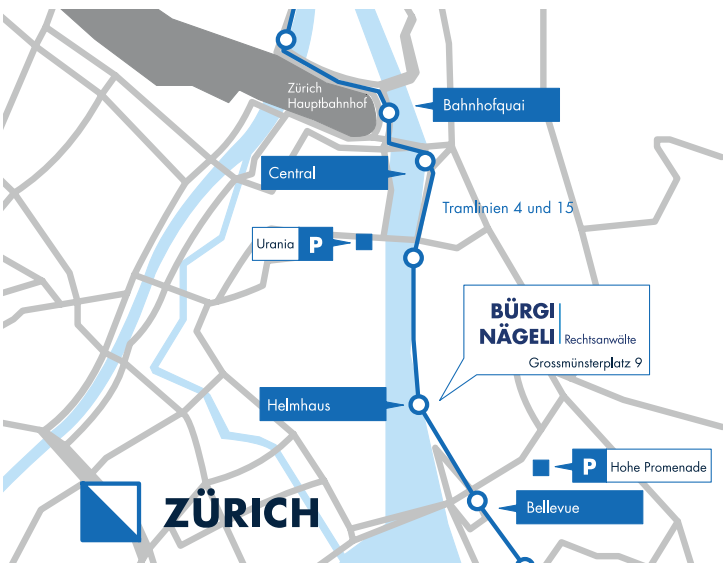 Zürich
Hauptbahnhof
Bahnhofquai
Central
Tramlinien 4 und 15
Urania P
BÜRGI
NÄGELI Rechtsanwälte
Grossmünsterplatz 9
Helmhaus
P Hohe Promenade
Bellevue
ZÜRICH